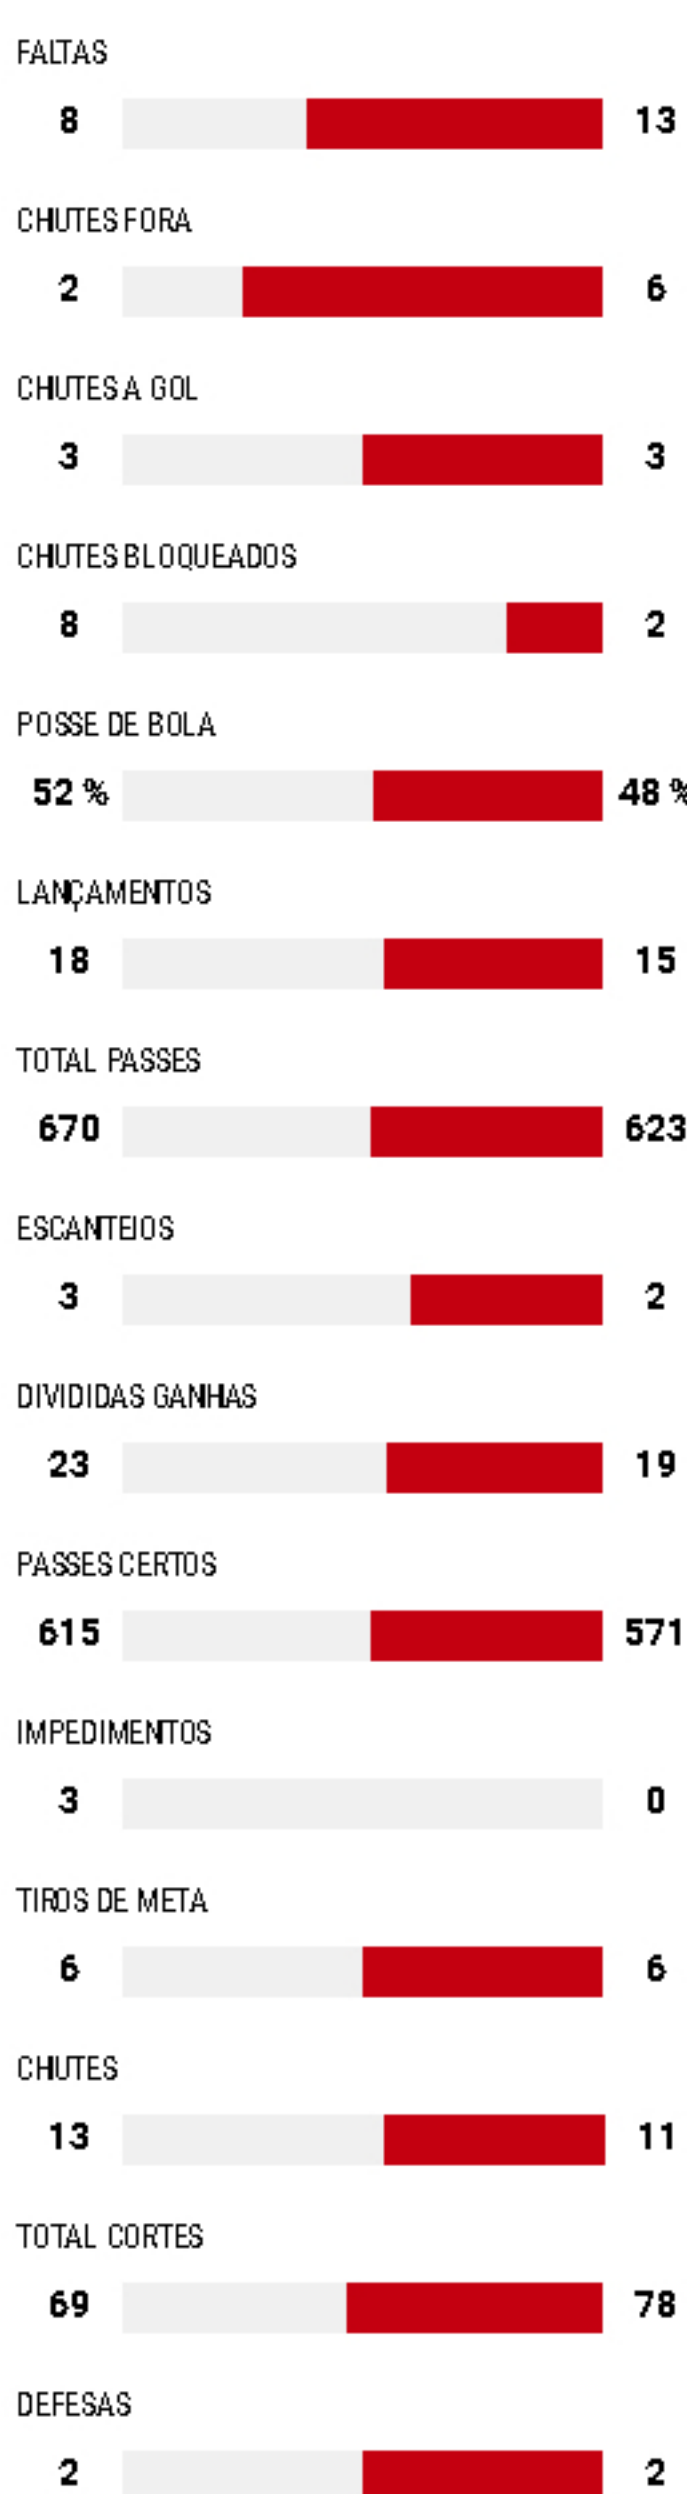 FALTAS
8 13
CHUTES FORA
2 6
CHUTES A GOL
3 3
CHUTES BLOQUEADOS
8 2
POSSE DE BOLA
52 % 48 %
LANÇAMENTOS
18 15
TOTAL PASSES
670 623
ESCANTEIOS
3 2
DIVIDIDAS GANHAS
23 19
PASSES CERTOS
615 571
IMPEDIMENTOS
3 0
TIROS DE META
6 6
CHUTES
13 11
TOTAL CORTES
69 78
DEFESAS
2 2